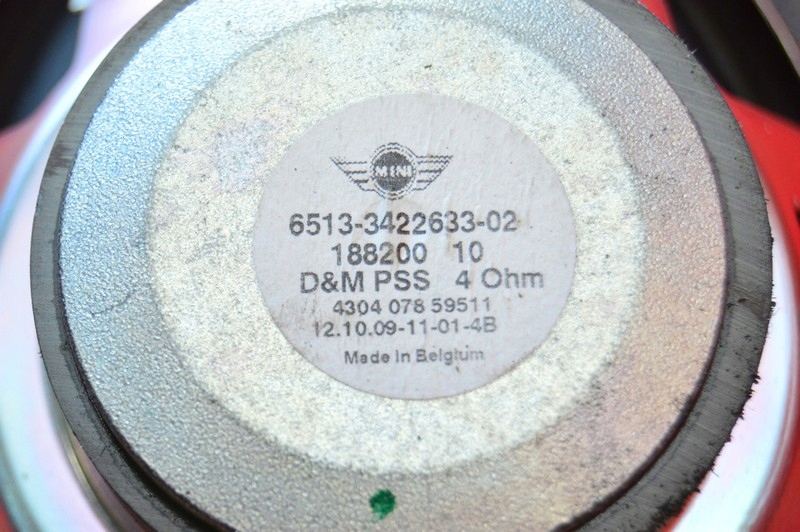 MINI
6513-3422633-02
188200 10
D&M PSS 4 Ohm
4304 078 59511
12.10.09-11-01-4B
Made In Belgium